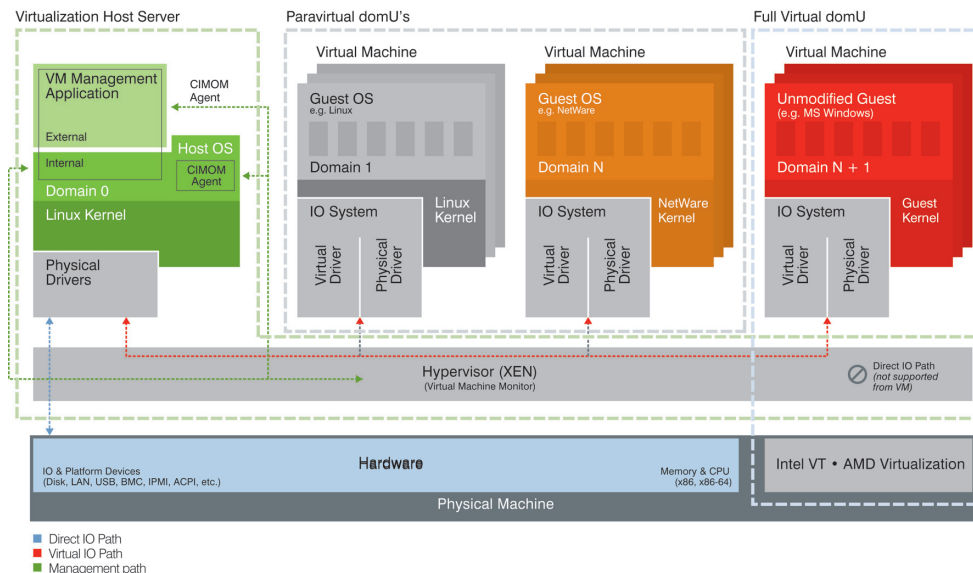 Virtualization Host Server
Paravirtual domU's
Full Virtual domU
VM Management
Application
External
Internal
CIMOM
Agent
Host OS
CIMOM
Agent
Domain 0
Linux Kernel
Physical
Drivers
Virtual Machine
Guest OS
e.g. Linux
Domain 1
Linux
Kernel
IO System
Virtual
Driver
Physical
Driver
Virtual Machine
Guest OS
e.g. NetWare
Domain N
NetWare
Kernel
IO System
Virtual
Driver
Physical
Driver
Virtual Machine
Unmodified Guest
(e.g. MS Windows)
Domain N + 1
Guest
Kernel
IO System
Virtual
Driver
Physical
Driver
Hypervisor (XEN)
(Virtual Machine Monitor)
Direct IO Path
(not supported
from VM)
Hardware
IO & Platform Devices
(Disk, LAN, USB, BMC, IPMI, ACPI, etc.)
Memory & CPU
(x86, x86-64)
Intel VT • AMD Virtualization
Physical Machine
Direct IO Path
Virtual IO Path
Management path